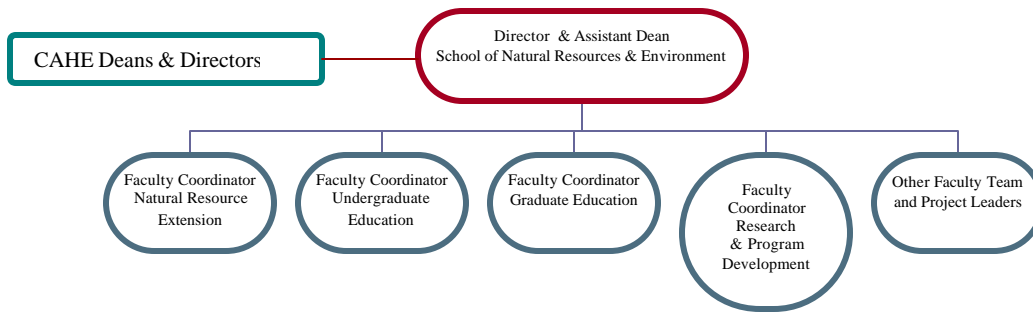 CAHE Deans & Directors
Director & Assistant Dean
School of Natural Resources & Environment
Faculty Coordinator
Natural Resource
Extension
Faculty Coordinator
Undergraduate
Education
Faculty Coordinator
Graduate Education
Faculty
Coordinator
Research
& Program
Development
Other Faculty Team
and Project Leaders